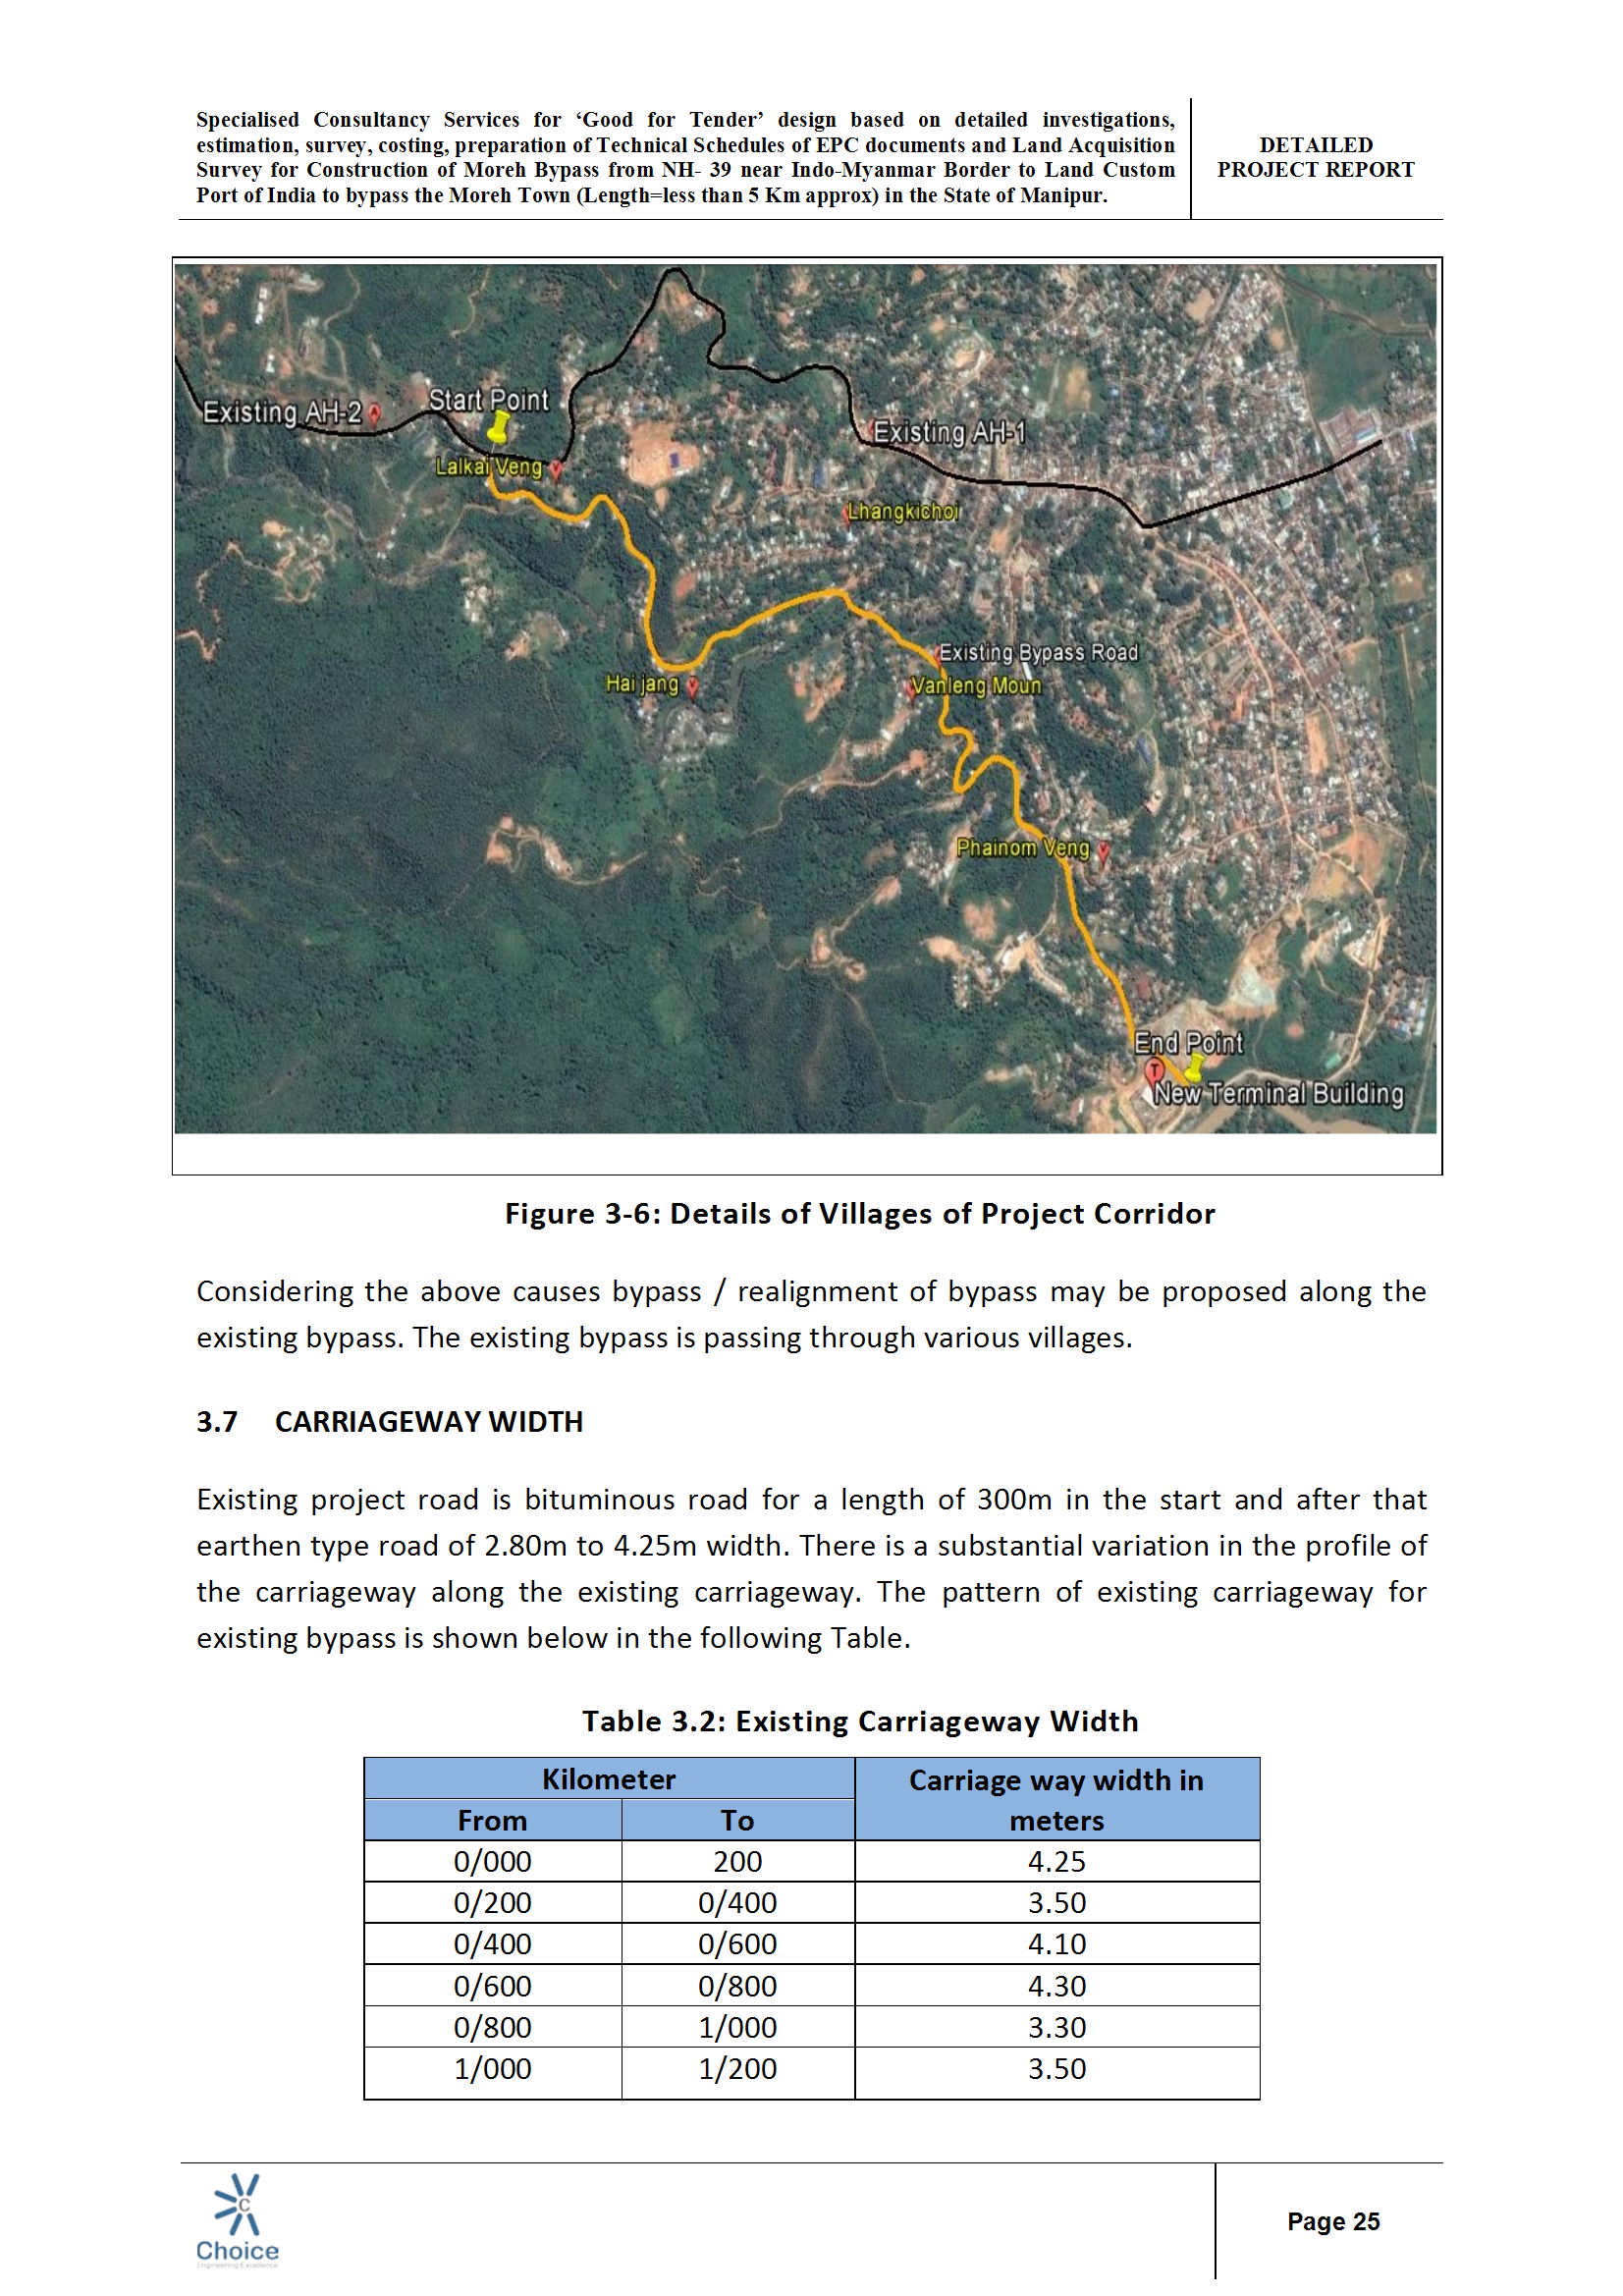 Specialised Consultancy Services for ‘Good for Tender’ design based on detailed investigations,
estimation, survey, costing, preparation of Technical Schedules of EPC documents and Land Acquisition
Survey for Construction of Moreh Bypass from NH- 39 near Indo-Myanmar Border to Land Custom
Port of India to bypass the Moreh Town (Length=less than 5 Km approx) in the State of Manipur.
DETAILED
PROJECT REPORT
Existing AH-2
Start Point
Lalkai Veng
Existing AH-1
Lhangkichoi
Existing Bypass Road
Hai jang
Vanleng Moun
Phainom Veng
End Point
T
New Terminal Building
Figure 3-6: Details of Villages of Project Corridor
Considering the above causes bypass / realignment of bypass may be proposed along the
existing bypass. The existing bypass is passing through various villages.
3.7 CARRIAGEWAY WIDTH
Existing project road is bituminous road for a length of 300m in the start and after that
earthen type road of 2.80m to 4.25m width. There is a substantial variation in the profile of
the carriageway along the existing carriageway. The pattern of existing carriageway for
existing bypass is shown below in the following Table.
Table 3.2: Existing Carriageway Width
Kilometer Carriage way width in
From To meters
0/000 200 4.25
0/200 0/400 3.50
0/400 0/600 4.10
0/600 0/800 4.30
0/800 1/000 3.30
1/000 1/200 3.50
C
Choice
Engineering Excellence
Page 25